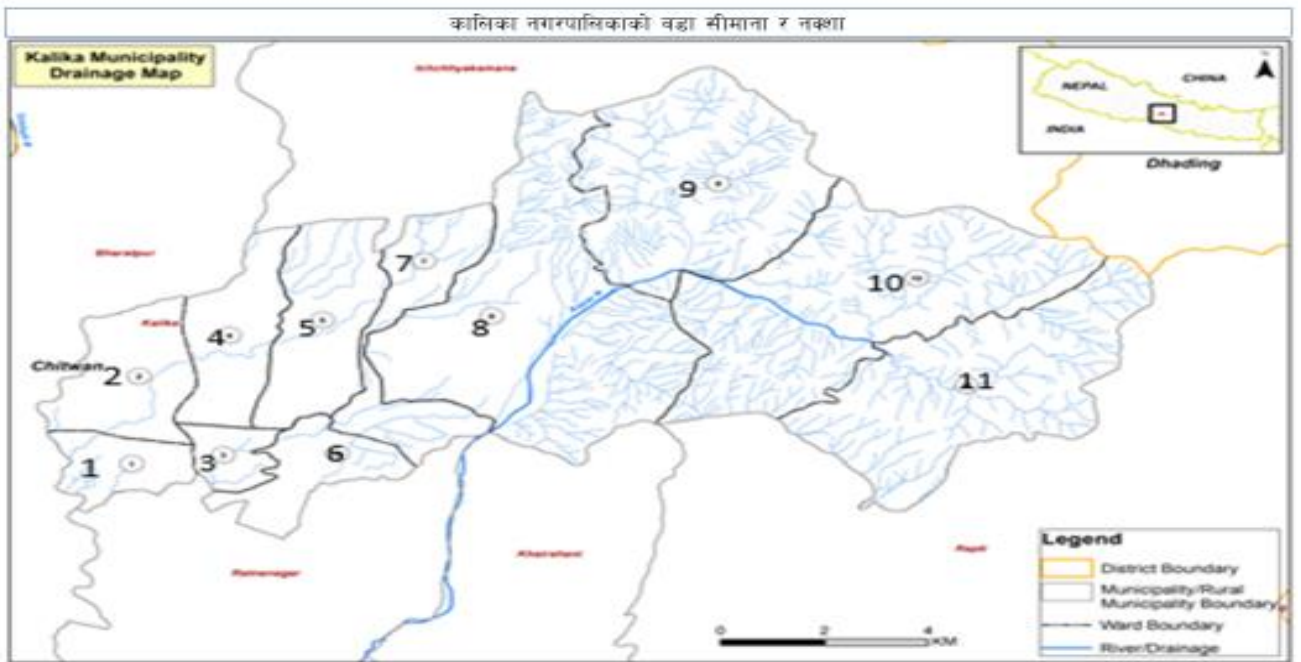 कालिका नगरपालिकाको वडा सीमाना र नक्शा
Kalika Municipality
Drainage Map
Ichchhyakamana
NEPAL
CHINA
INDIA
Dhading
9
7
10
Bharatpur
Kalika
4
5
8
Chitwan
2
11
1
3
6
Ratnanagar
Khairahani
Rapti
Legend
District Boundary
Municipality/Rural
Municipality Boundary
Ward Boundary
River/Drainage
0 2 4
KM